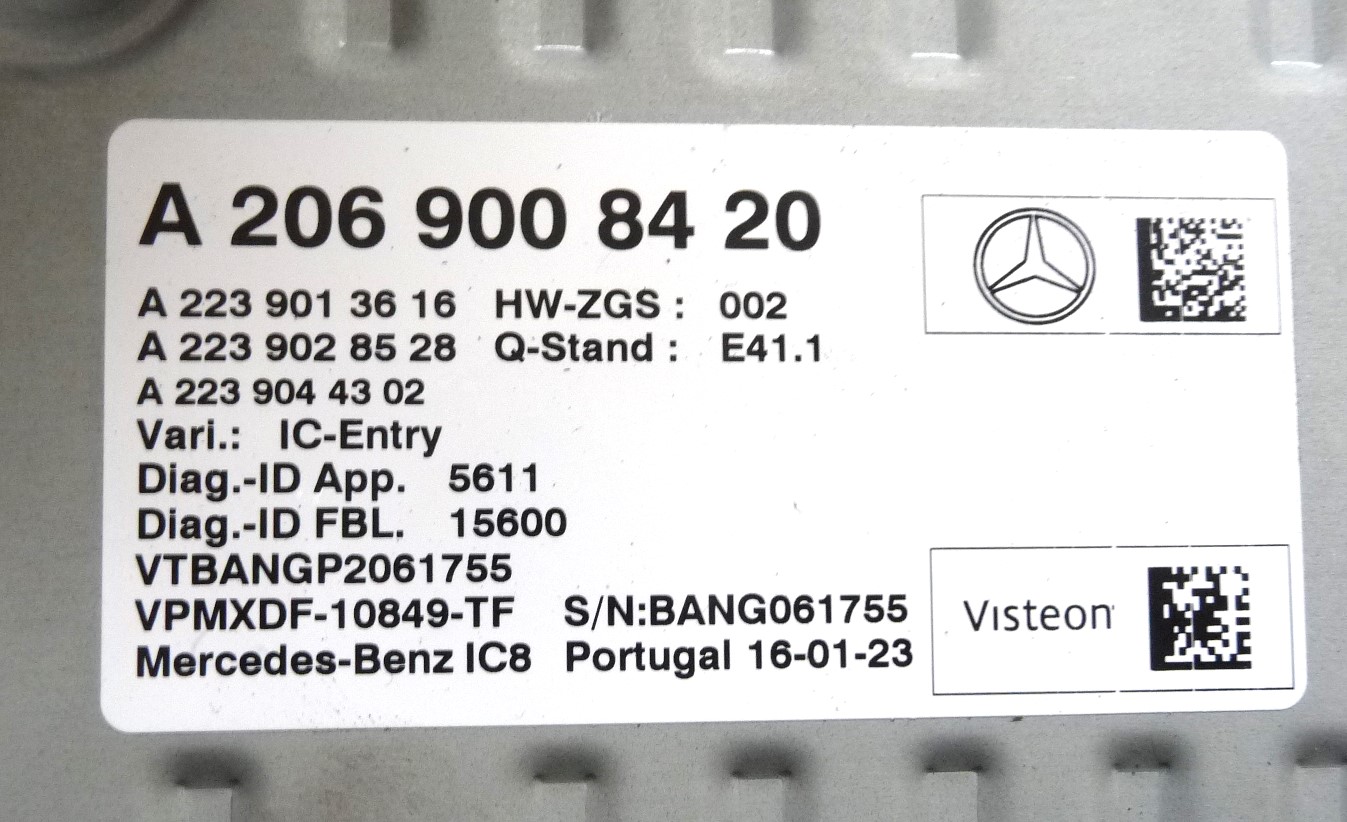 A 206 900 84 20
A 223 901 36 16 HW-ZGS : 002
A 223 902 85 28 Q-Stand : E41.1
A 223 904 43 02
Vari.: IC-Entry
Diag.-ID App. 5611
Diag.-ID FBL. 15600
VTBANGP2061755
VPMXDF-10849-TF S/N:BANG061755
Mercedes-Benz IC8 Portugal 16-01-23
Visteon